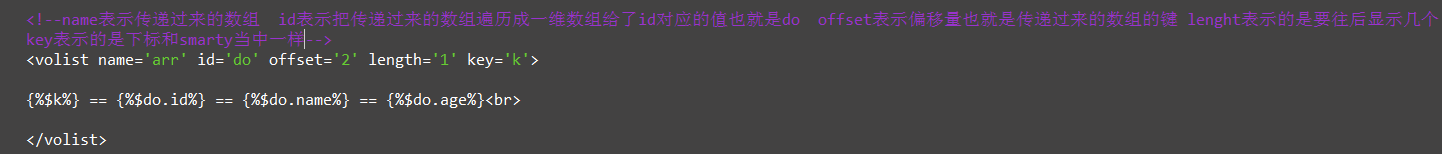 <!--name表示传递过来的数组  id表示把传递过来的数组遍历成一维数组给了id对应的值也就是do  offset表示偏移量也就是传递过来的数组的键 lenght表示的是要往后显示几个
key表示的是下标和smarty当中一样-->
<volist name='arr' id='do' offset='2' length='1' key='k'>
{%$k%} == {%$do.id%} == {%$do.name%} == {%$do.age%}<br>
</volist>